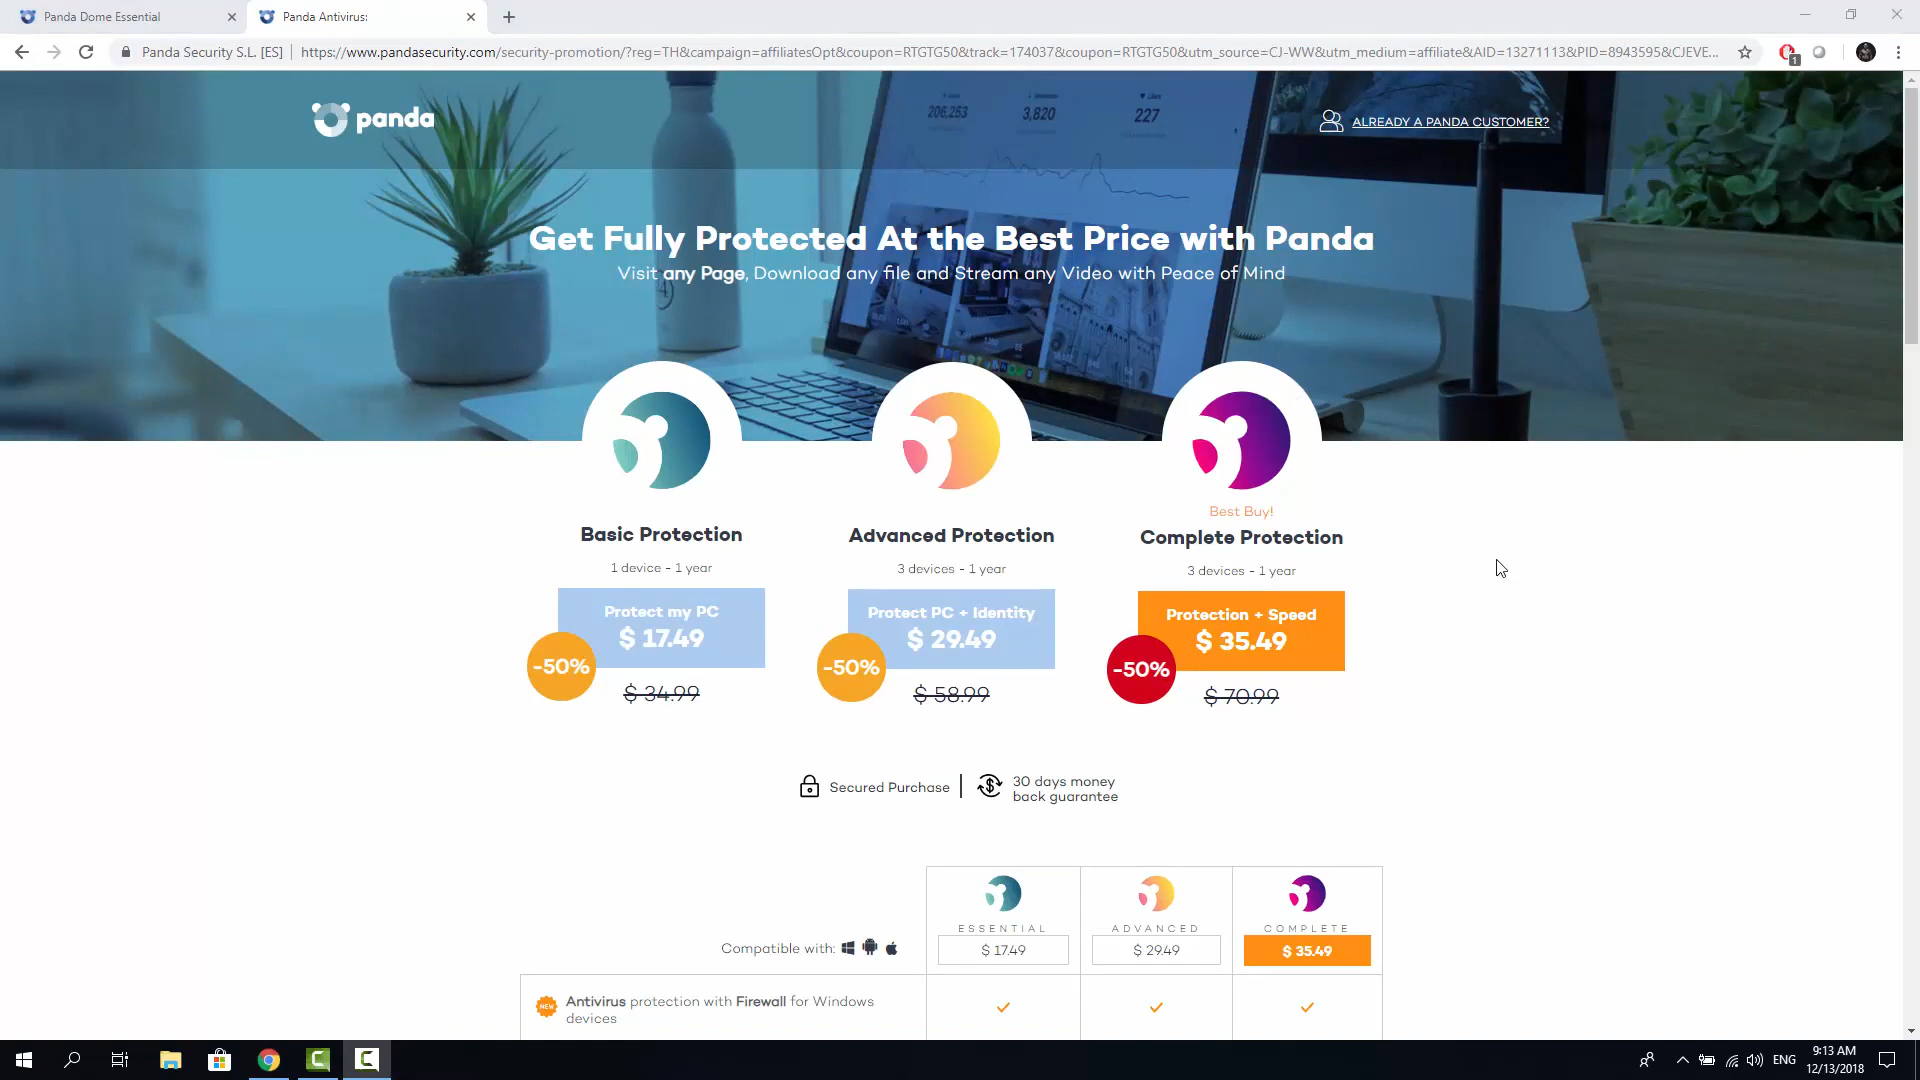 Panda Dome Essential
Panda Antivirus:
Panda Security S.L. [ES]
https://www.pandasecurity.com/security-promotion/?reg=TH&campaign=affiliatesOpt&coupon=RTGTG50&track=174037&coupon=RTGTG50&utm_source=CJ-WW&utm_medium=affiliate&AID=13271113&PID=8943595&CJEVE...
1
panda
ALREADY A PANDA CUSTOMER?
206,253
3,820
227
Get Fully Protected At the Best Price with Panda
Visit any Page, Download any file and Stream any Video with Peace of Mind
Basic Protection
1 device - 1 year
Protect my PC
$ 17.49
-50%
$ 34.99
Advanced Protection
3 devices - 1 year
Protect PC + Identity
$ 29.49
-50%
$ 58.99
Best Buy!
Complete Protection
3 devices - 1 year
Protection + Speed
$ 35.49
-50%
$ 70.99
Secured Purchase
30 days money
back guarantee
Compatible with:
ESSENTIAL
$ 17.49
ADVANCED
$ 29.49
COMPLETE
$ 35.49
NEW
Antivirus protection with Firewall for Windows
devices
ENG
9:13 AM
12/13/2018